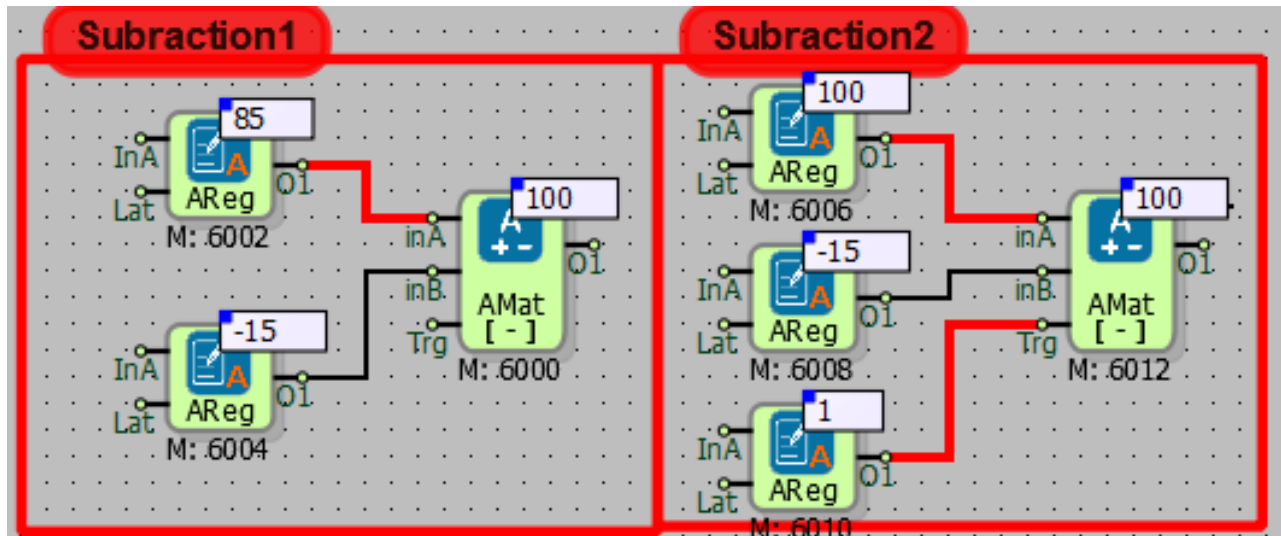 Subraction1
85
InA
O1
Lat
AReg
M: 6002
100
A
inA
O1
inB
AMat
Trg
[ - ]
M: 6000
-15
InA
A
O1
Lat
AReg
M: 6004
Subraction2
100
InA
O1
Lat
AReg
M: 6006
100
A
inA
O1
inB
AMat
Trg
[ - ]
M: 6012
-15
InA
A
O1
Lat
AReg
M: 6008
1
InA
A
O1
Lat
AReg
M: 6010